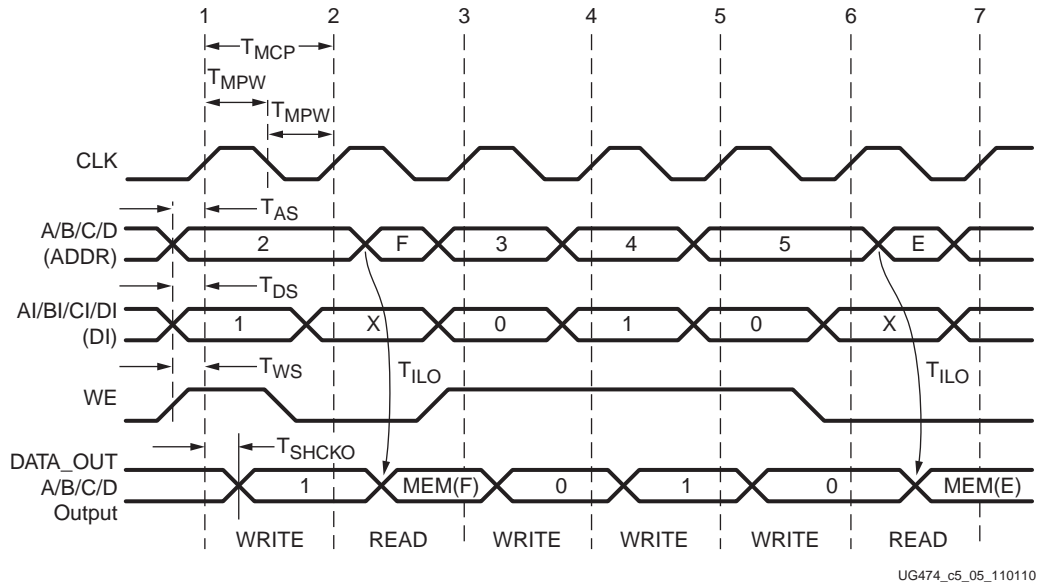 1 2 3 4 5 6 7
TMCP
TMPW
TMPW
CLK
TAS
A/B/C/D
(ADDR)
2 F 3 4 5 E
TDS
AI/BI/CI/DI
(DI)
1 X 0 1 0 X
TWS
TILO TILO
WE
TSHCKO
DATA_OUT
A/B/C/D
Output
1 MEM(F) 0 1 0 MEM(E)
WRITE READ WRITE WRITE WRITE READ
UG474_c5_05_110110